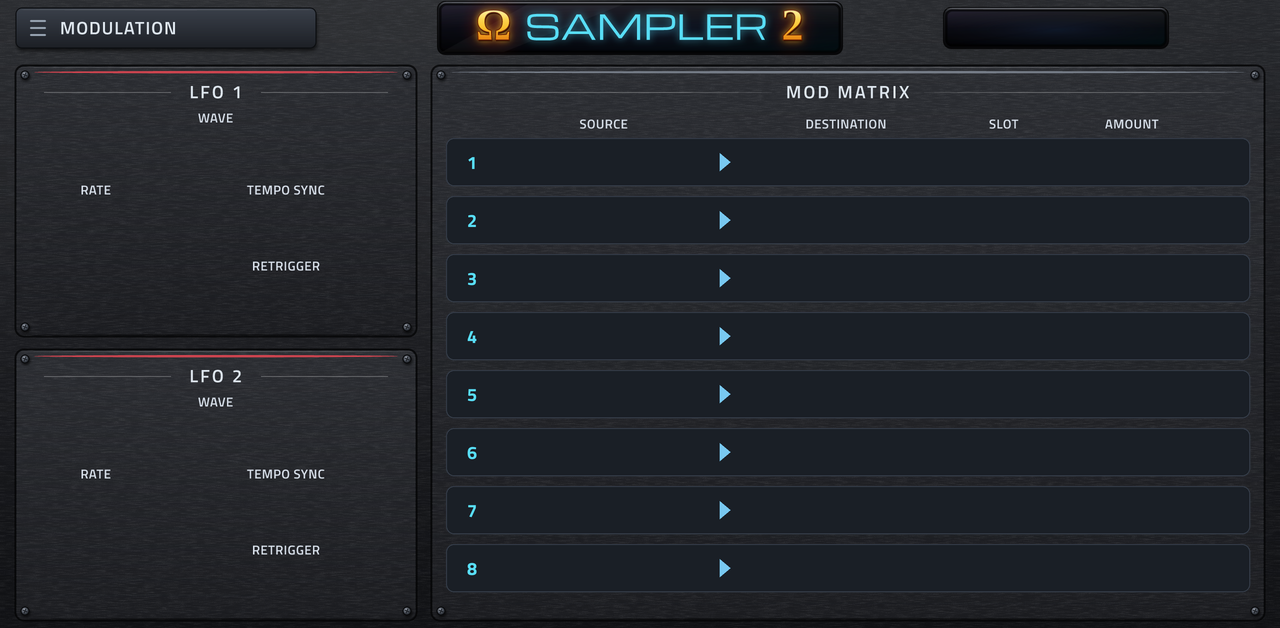 MODULATION
Ω SAMPLER 2
LFO 1
WAVE
RATE
TEMPO SYNC
RETRIGGER
LFO 2
WAVE
RATE
TEMPO SYNC
RETRIGGER
MOD MATRIX
SOURCE DESTINATION SLOT AMOUNT
1
2
3
4
5
6
7
8